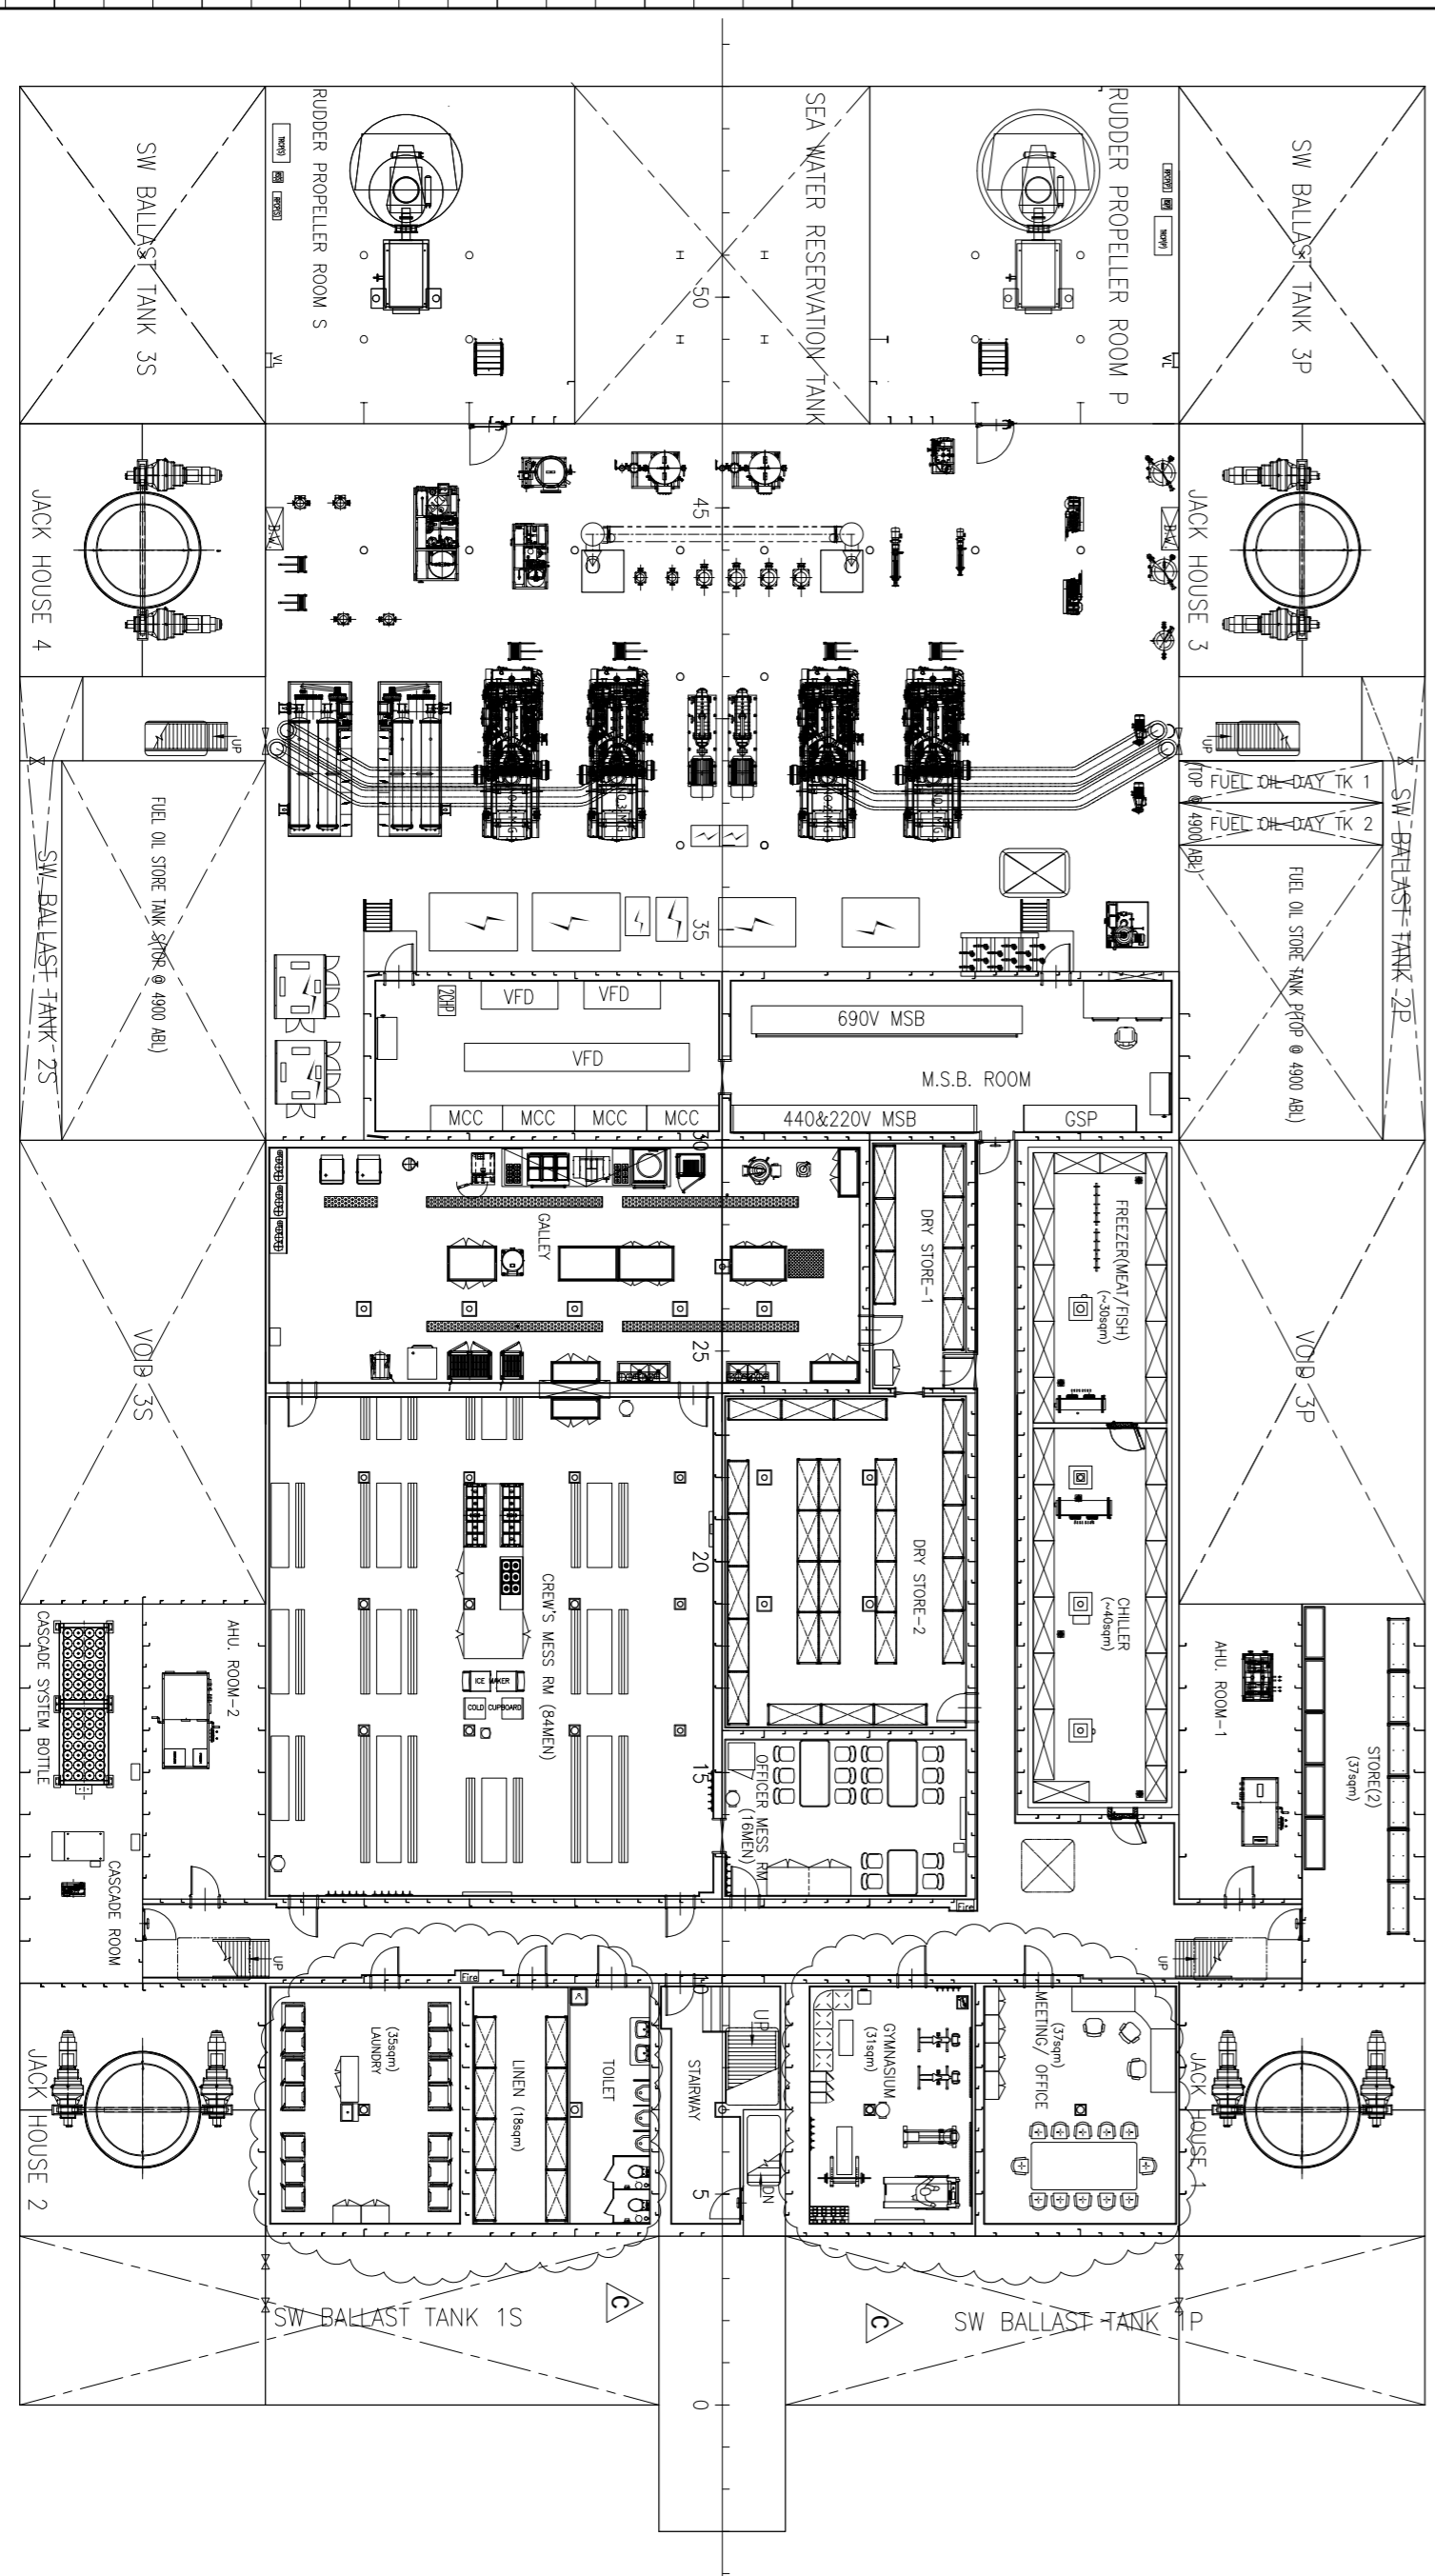 SW BALLAST TANK 3S
RUDDER PROPELLER ROOM S
SEA WATER RESERVATION TANK
RUDDER PROPELLER ROOM P
SW BALLAST TANK 3P
50
VL
VL
JACK HOUSE 4
45
B.W.
B.W.
JACK HOUSE 3
UP
UP
FUEL OIL DAY TK 1
FUEL OIL DAY TK 2
(TOP @ 4900 ABL)
SW BALLAST TANK 2S
FUEL OIL STORE TANK S(TOP @ 4900 ABL)
FUEL OIL STORE TANK P(TOP @ 4900 ABL)
SW BALLAST TANK 2P
35
VFD
VFD
VFD
690V MSB
M.S.B. ROOM
MCC
MCC
MCC
MCC
440&220V MSB
GSP
30
GALLEY
DRY STORE-1
FREEZER(MEAT/FISH)
(~30sqm)
25
VOID 3S
VOID 3P
20
CREW'S MESS RM (84MEN)
ICE MAKER
COLD CUPBOARD
DRY STORE-2
CHILLER
(~40sqm)
AHU. ROOM-2
CASCADE SYSTEM BOTTLE
CASCADE ROOM
15
OFFICER MESS RM
(16MEN)
AHU. ROOM-1
STORE(2)
(37sqm)
Fire
Fire
UP
UP
10
JACK HOUSE 2
LAUNDRY
(35sqm)
LINEN (18sqm)
TOILET
STAIRWAY
UP
DN
5
GYMNASIUM
(31sqm)
MEETING/ OFFICE
(37sqm)
JACK HOUSE 1
SW BALLAST TANK 1S
C
C
SW BALLAST TANK 1P
0